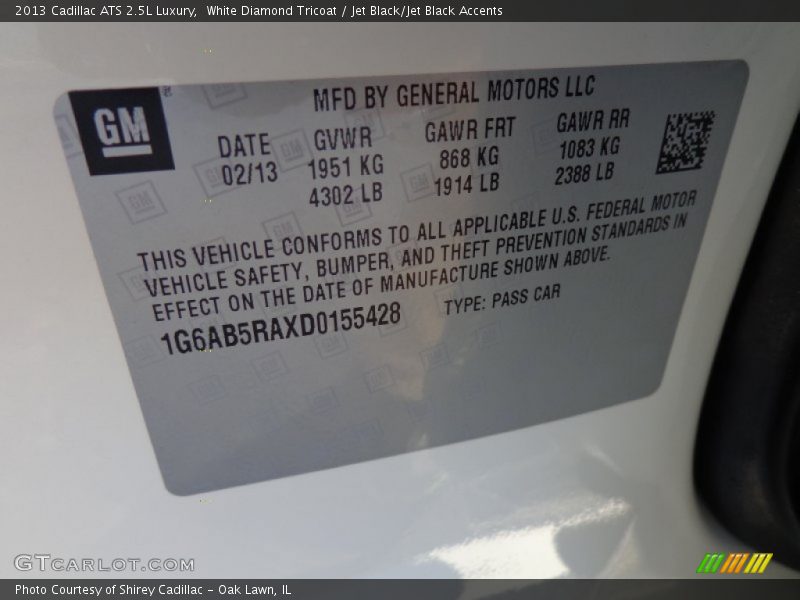 2013 Cadillac ATS 2.5L Luxury,  White Diamond Tricoat / Jet Black/Jet Black Accents
GM
MFD BY GENERAL MOTORS LLC
DATE GVWR GAWR FRT GAWR RR
02/13 1951 KG 868 KG 1083 KG
4302 LB 1914 LB 2388 LB
THIS VEHICLE CONFORMS TO ALL APPLICABLE U.S. FEDERAL MOTOR
VEHICLE SAFETY, BUMPER, AND THEFT PREVENTION STANDARDS IN
EFFECT ON THE DATE OF MANUFACTURE SHOWN ABOVE.
1G6AB5RAXD0155428 TYPE: PASS CAR
GTCARLOT.COM
Photo Courtesy of Shirey Cadillac – Oak Lawn, IL